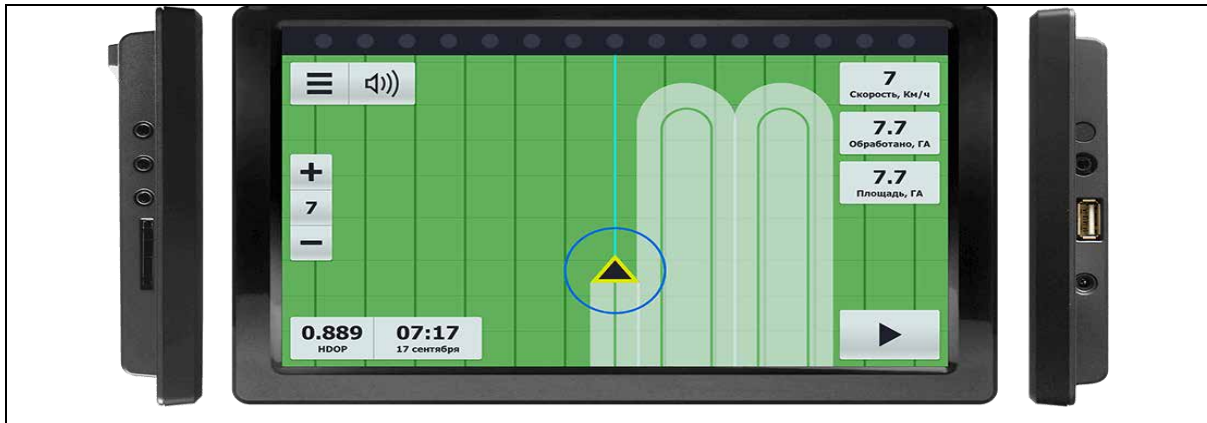 7
Скорость, Км/ч
7.7
Обработано, ГА
7.7
Площадь, ГА
+
7
−
0.889
HDOP
07:17
17 сентября